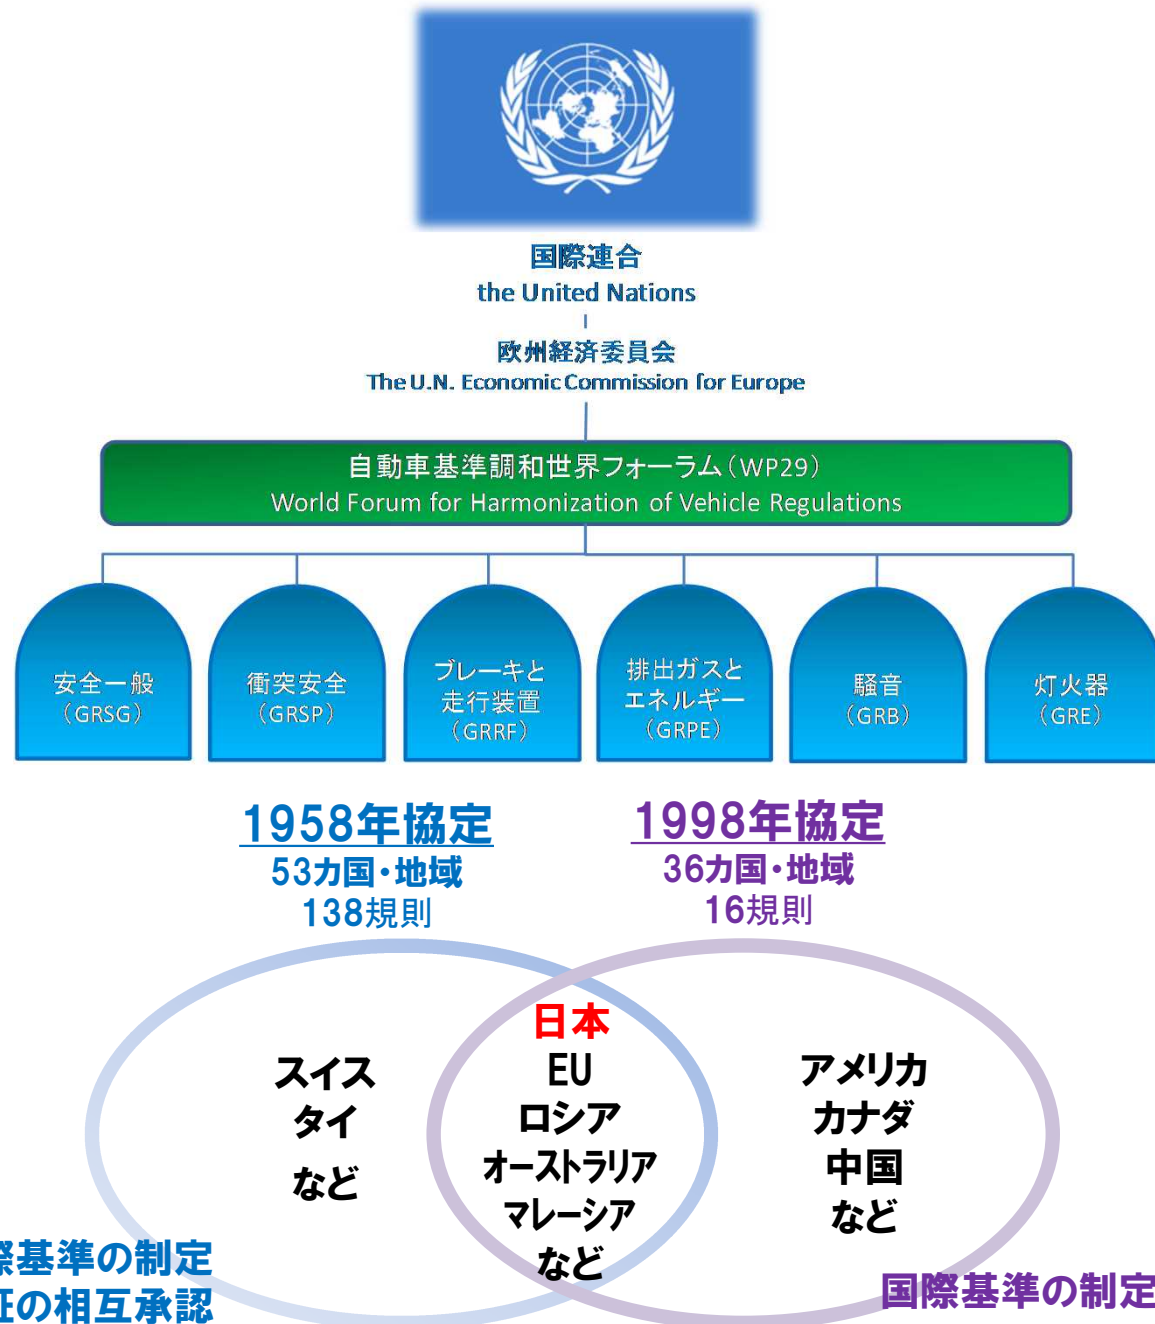 国際連合
the United Nations
欧州経済委員会
The U.N. Economic Commission for Europe
自動車基準調和世界フォーラム（WP29）
World Forum for Harmonization of Vehicle Regulations
安全一般
（GRSG）
衝突安全
（GRSP）
ブレーキと
走行装置
（GRRF）
排出ガスと
エネルギー
（GRPE）
騒音
（GRB）
灯火器
（GRE）
1958年協定
53カ国・地域
138規則
1998年協定
36カ国・地域
16規則
スイス
タイ
など
日本
EU
ロシア
オーストラリア
マレーシア
など
アメリカ
カナダ
中国
など
際基準の制定
証の相互承認
国際基準の制定